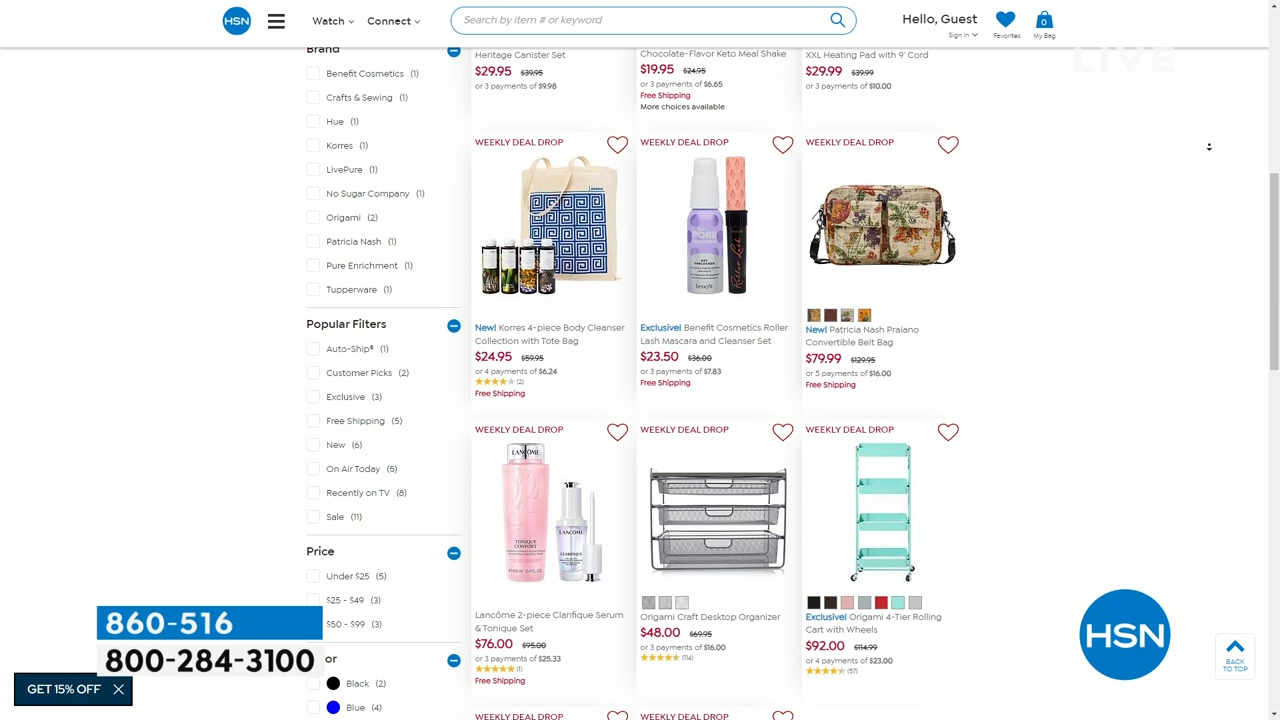 HSN
Watch
Connect
Search by item # or keyword
Hello, Guest
Sign In
Favorites
0
My Bag
LIVE
Brand
Benefit Cosmetics (1)
Crafts & Sewing (1)
Hue (1)
Korres (1)
LivePure (1)
No Sugar Company (1)
Origami (2)
Patricia Nash (1)
Pure Enrichment (1)
Tupperware (1)
Popular Filters
Auto-Ship® (1)
Customer Picks (2)
Exclusive (3)
Free Shipping (5)
New (6)
On Air Today (5)
Recently on TV (8)
Sale (11)
Price
Under $25 (5)
$25 - $49 (3)
$50 - $99 (3)
or
Black (2)
Blue (4)
Heritage Canister Set
$29.95 $39.95
or 3 payments of $9.98
Chocolate-Flavor Keto Meal Shake
$19.95 $24.95
or 3 payments of $6.65
Free Shipping
More choices available
XXL Heating Pad with 9' Cord
$29.99 $39.99
or 3 payments of $10.00
WEEKLY DEAL DROP
New! Korres 4-piece Body Cleanser
Collection with Tote Bag
$24.95 $59.95
or 4 payments of $6.24
(2)
Free Shipping
WEEKLY DEAL DROP
PORE
benefit
Exclusive! Benefit Cosmetics Roller
Lash Mascara and Cleanser Set
$23.50 $36.00
or 3 payments of $7.83
Free Shipping
WEEKLY DEAL DROP
New! Patricia Nash Praiano
Convertible Belt Bag
$79.99 $129.95
or 5 payments of $16.00
Free Shipping
WEEKLY DEAL DROP
LANCÔME
TONIQUE
CONFORT
LANCÔME
CLARIFIQUE
Lancôme 2-piece Clarifique Serum
& Tonique Set
$76.00 $95.00
or 3 payments of $25.33
(1)
Free Shipping
WEEKLY DEAL DROP
Origami Craft Desktop Organizer
$48.00 $69.95
or 3 payments of $16.00
(114)
WEEKLY DEAL DROP
Exclusive! Origami 4-Tier Rolling
Cart with Wheels
$92.00 $114.99
or 4 payments of $23.00
(57)
WEEKLY DEAL DROP
WEEKLY DEAL DROP
860-516
800-284-3100
GET 15% OFF
HSN
BACK
TO TOP